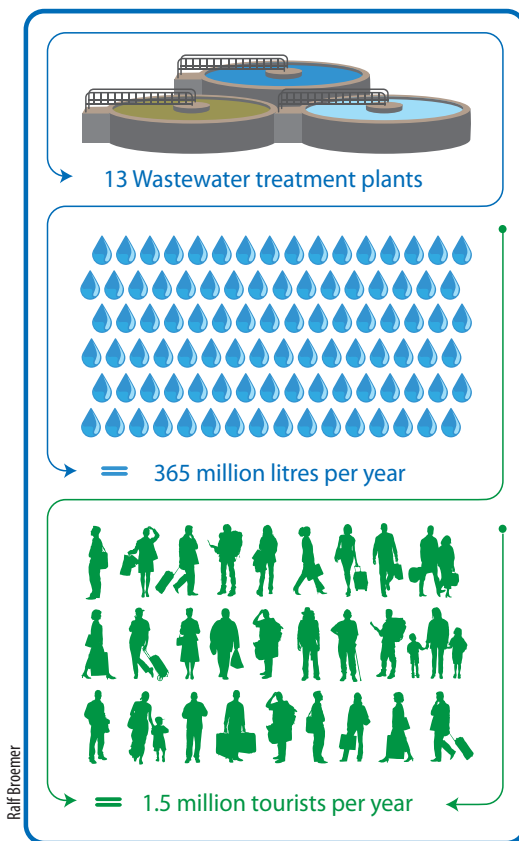 13 Wastewater treatment plants
= 365 million litres per year
= 1.5 million tourists per year
Ralf Broemer